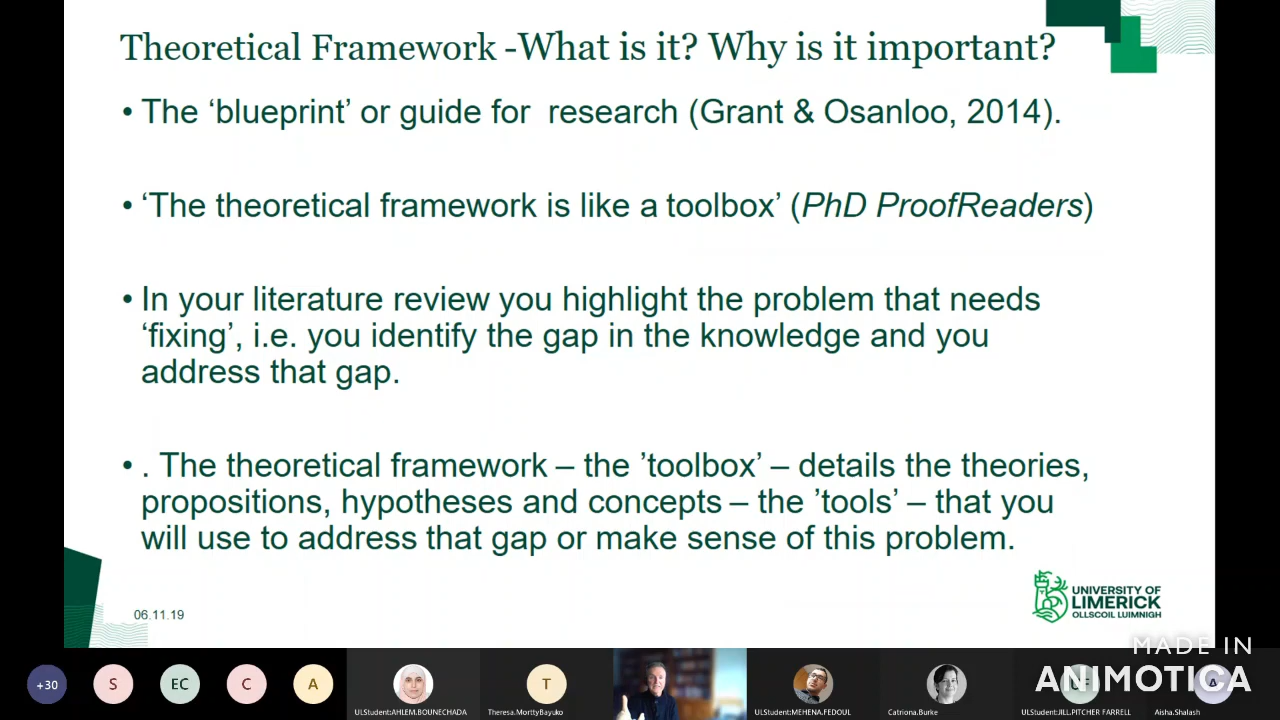 Theoretical Framework -What is it? Why is it important?
• The ‘blueprint’ or guide for research (Grant & Osanloo, 2014).
• ‘The theoretical framework is like a toolbox’ (PhD ProofReaders)
• In your literature review you highlight the problem that needs
‘fixing’, i.e. you identify the gap in the knowledge and you
address that gap.
• . The theoretical framework – the ’toolbox’ – details the theories,
propositions, hypotheses and concepts – the ’tools’ – that you
will use to address that gap or make sense of this problem.
06.11.19
UNIVERSITY OF
LIMERICK
OLLSCOIL LUIMNIGH
MADE IN
ANIMOTICA
+30
S
EC
C
A
T
A
ULStudent:AHLEM.BOUNECHADA
Theresa.MorttyBayuko
ULStudent:MEHENA.FEDOUL
Catriona.Burke
ULStudent:JILL.PITCHER FARRELL
Aisha.Shalash